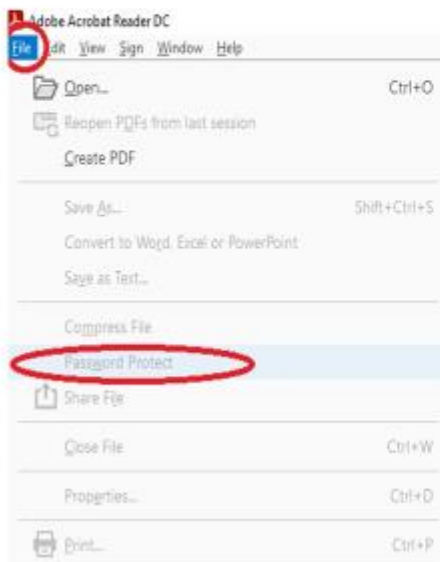 Adobe Acrobat Reader DC
File Edit View Sign Window Help
Open... Ctrl+O
Reopen PDFs from last session
Create PDF
Save As... Shift+Ctrl+S
Convert to Word, Excel or PowerPoint
Save as Text...
Compress File
Password Protect
Share File
Close File Ctrl+W
Properties... Ctrl+D
Print... Ctrl+P